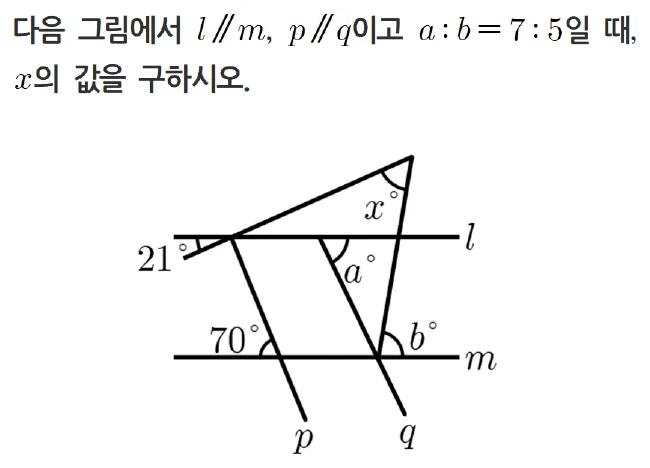 다음 그림에서 l∥m, p∥q이고 a:b=7:5일 때,
x의 값을 구하시오.
x°
21°
l
a°
70°
b°
m
p
q